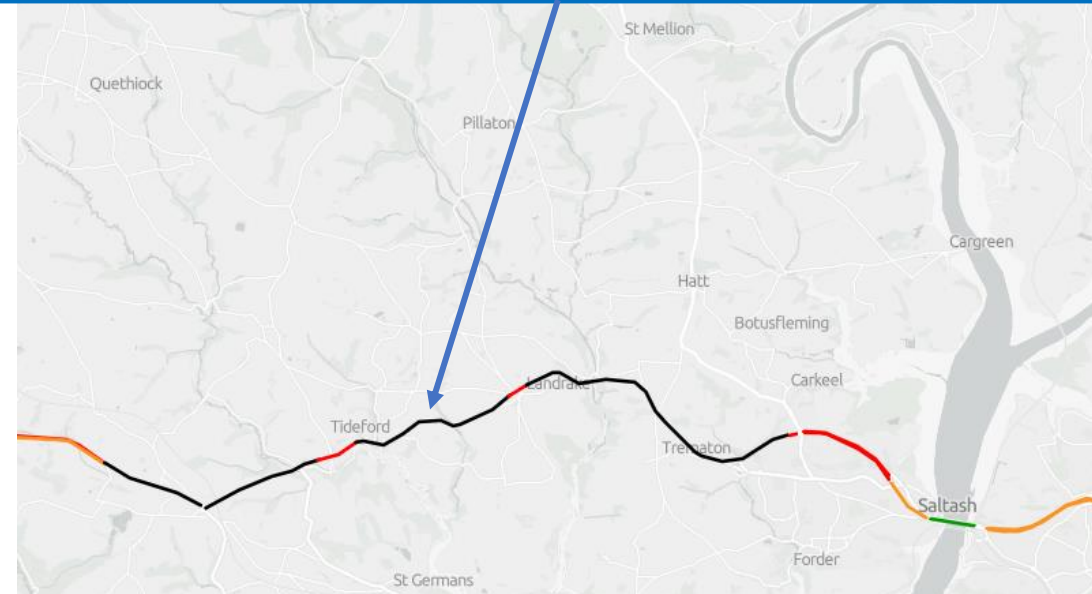 St Mellion
Quethiock
Pillaton
Cargreen
Hatt
Botusfleming
Carkeel
Landrake
Tideford
Trematon
Saltash
Forder
St Germans